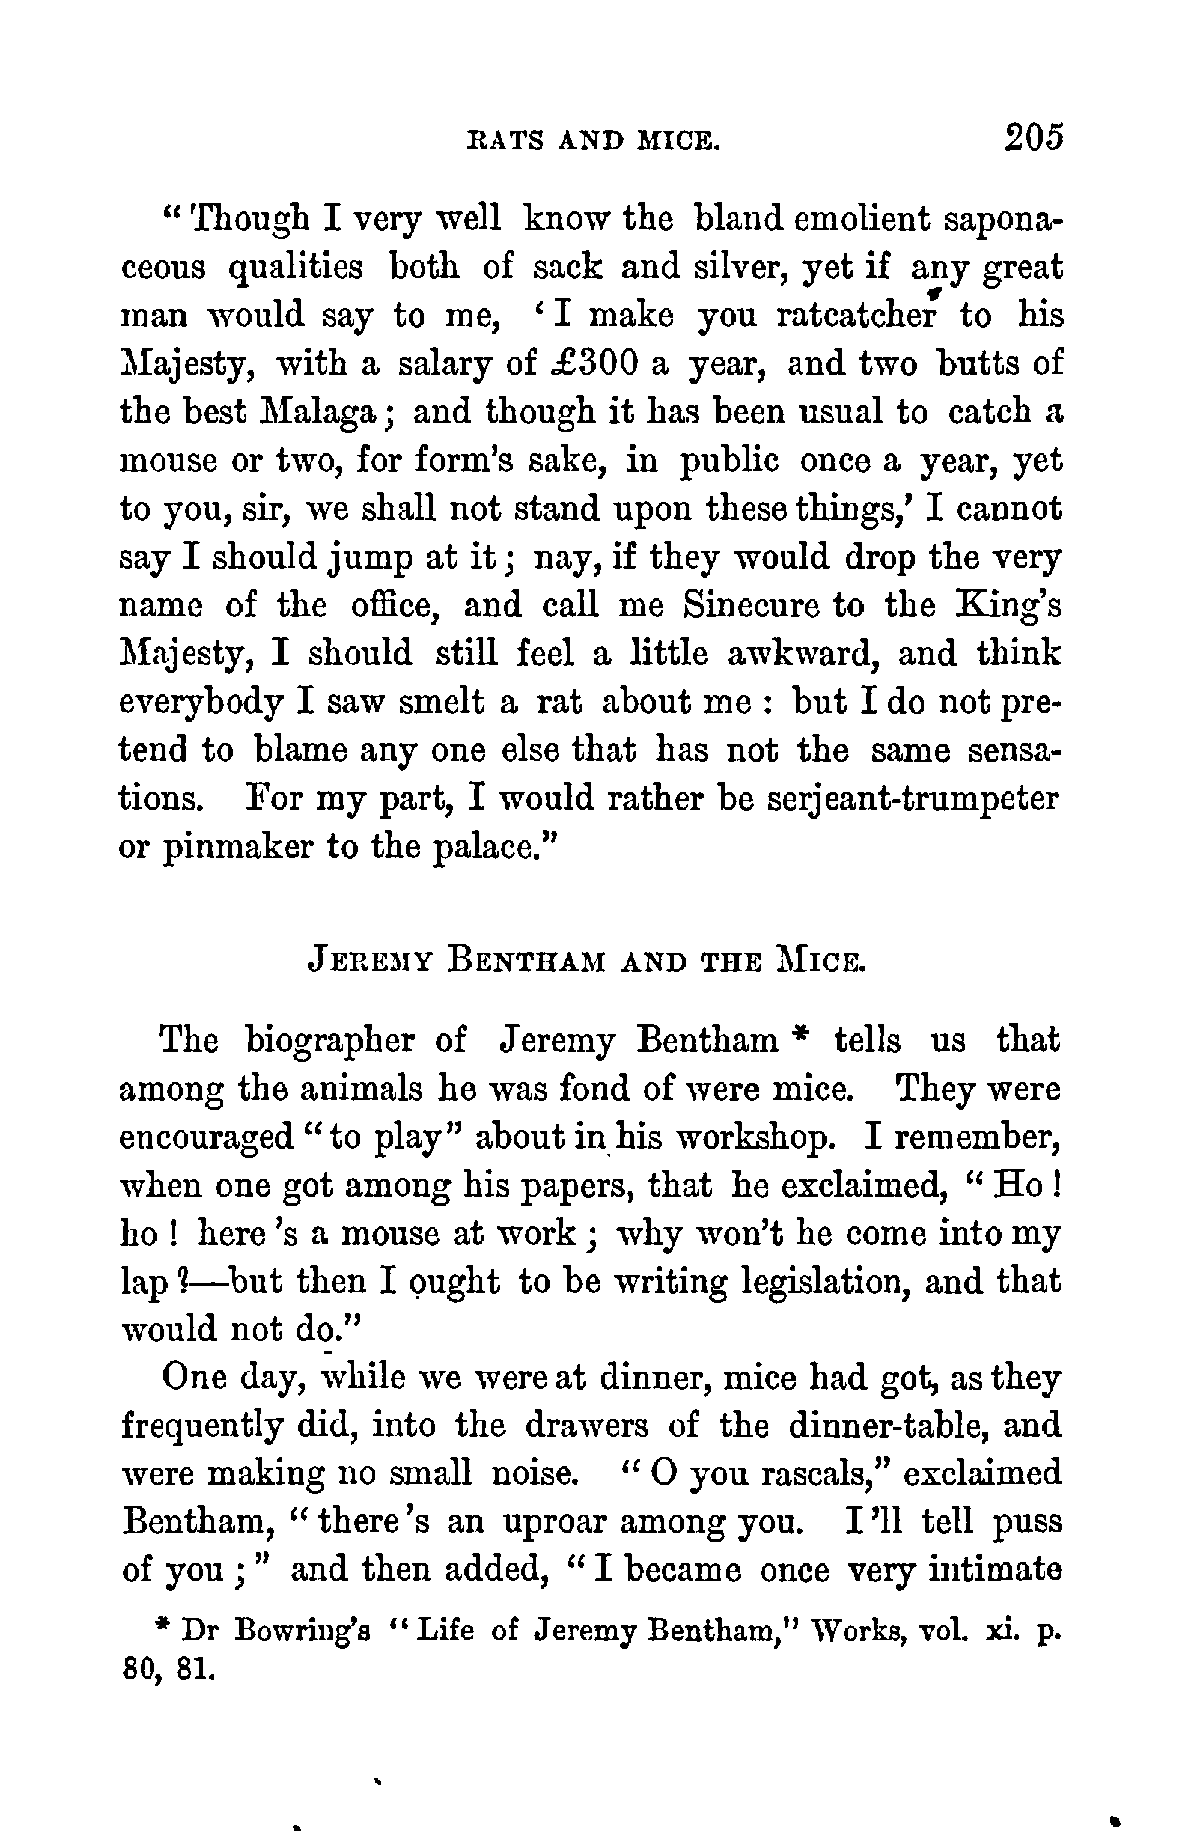 RATS AND MICE. 205
" Though I very well know the bland emolient sapona-
ceous qualities both of sack and silver, yet if any great
man would say to me, ' I make you ratcatcher to his
Majesty, with a salary of £300 a year, and two butts of
the best Malaga; and though it has been usual to catch a
mouse or two, for form's sake, in public once a year, yet
to you, sir, we shall not stand upon these things,' I cannot
say I should jump at it; nay, if they would drop the very
name of the office, and call me Sinecure to the King's
Majesty, I should still feel a little awkward, and think
everybody I saw smelt a rat about me : but I do not pre-
tend to blame any one else that has not the same sensa-
tions. For my part, I would rather be serjeant-trumpeter
or pinmaker to the palace."
JEREMY BENTHAM AND THE MICE.
The biographer of Jeremy Bentham * tells us that
among the animals he was fond of were mice. They were
encouraged " to play" about in his workshop. I remember,
when one got among his papers, that he exclaimed, " Ho !
ho ! here 's a mouse at work ; why won't he come into my
lap ?—but then I ought to be writing legislation, and that
would not do."
One day, while we were at dinner, mice had got, as they
frequently did, into the drawers of the dinner-table, and
were making no small noise. " O you rascals," exclaimed
Bentham, " there 's an uproar among you. I 'll tell puss
of you ; " and then added, " I became once very intimate
* Dr Bowring's " Life of Jeremy Bentham," Works, vol. xi. p.
80, 81.